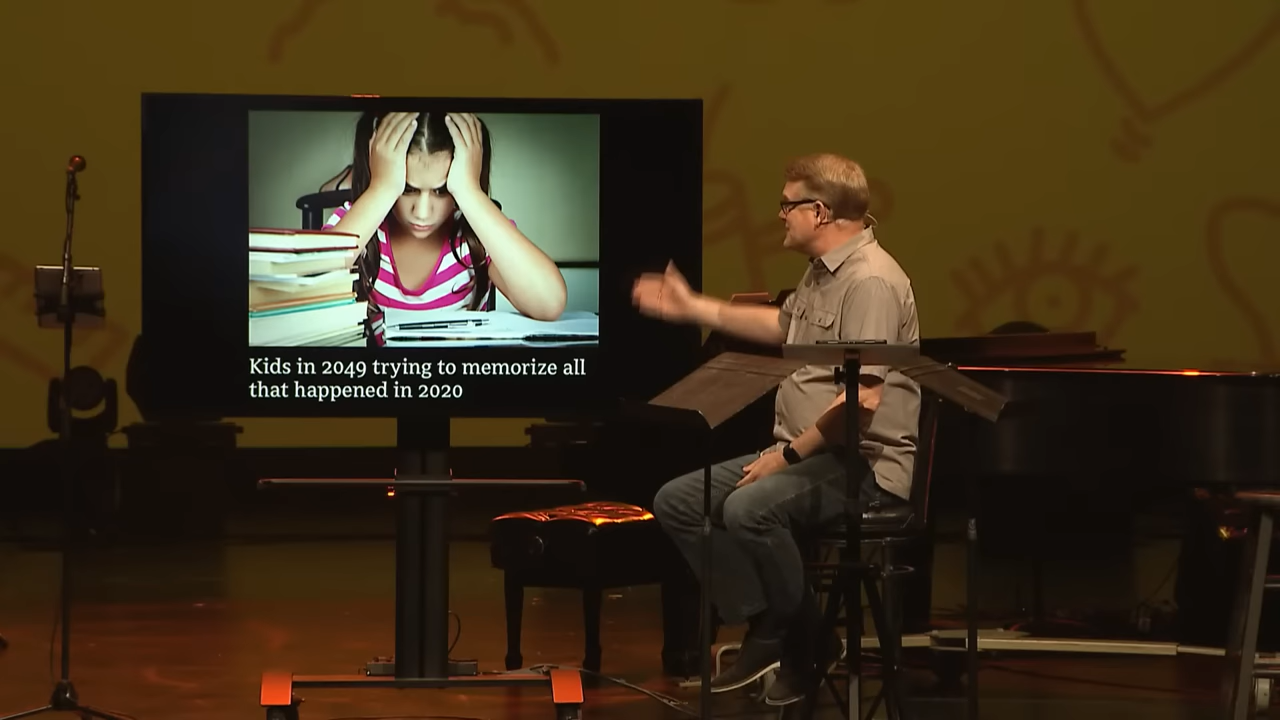 Kids in 2049 trying to memorize all
that happened in 2020